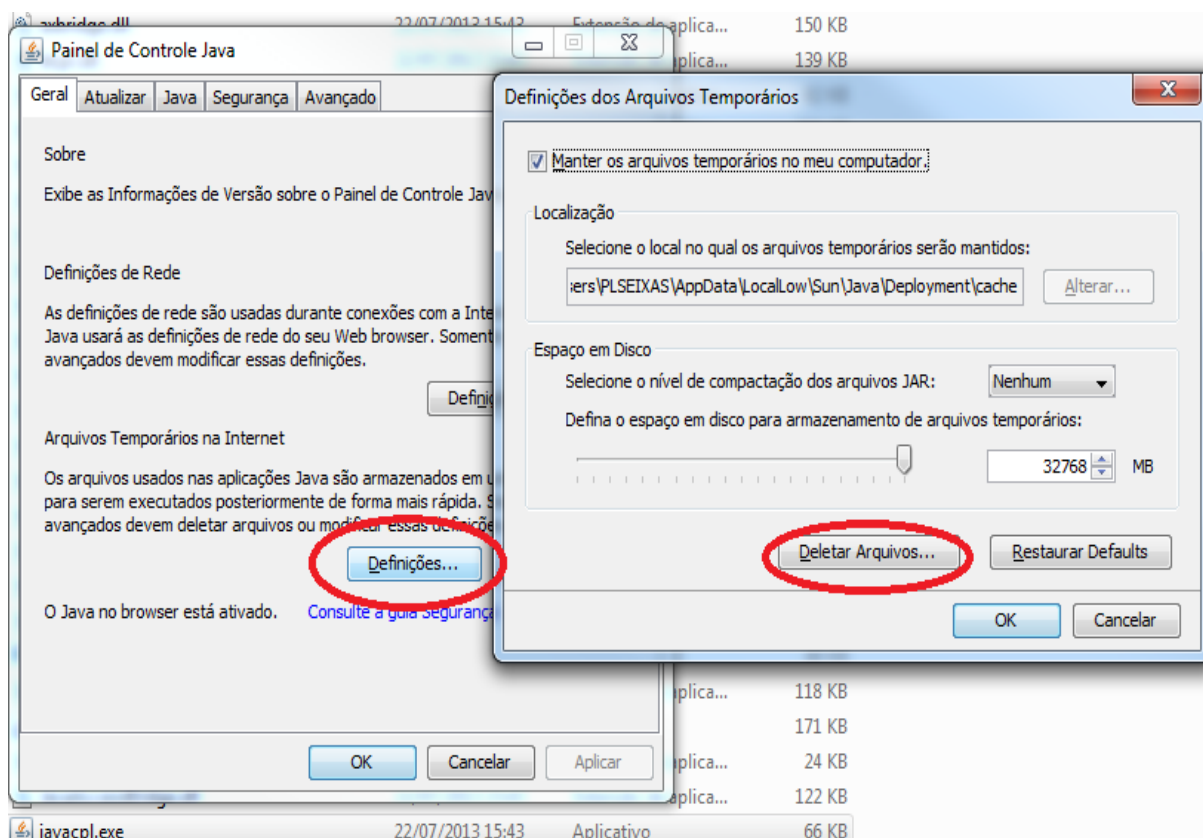 axbridge.dll 22/07/2013 15:43 Extensão de aplica... 150 KB
plica... 139 KB
Painel de Controle Java
Geral Atualizar Java Segurança Avançado
Sobre
Exibe as Informações de Versão sobre o Painel de Controle Jav
Definições de Rede
As definições de rede são usadas durante conexões com a Inte
Java usará as definições de rede do seu Web browser. Soment
avançados devem modificar essas definições.
Definiç
Arquivos Temporários na Internet
Os arquivos usados nas aplicações Java são armazenados em u
para serem executados posteriormente de forma mais rápida. S
avançados devem deletar arquivos ou modificar essas definiçõe
Definições...
O Java no browser está ativado. Consulte a guia Segurança
OK Cancelar Aplicar
Definições dos Arquivos Temporários
Manter os arquivos temporários no meu computador.
Localização
Selecione o local no qual os arquivos temporários serão mantidos:
sers\PLSEIXAS\AppData\LocalLow\Sun\Java\Deployment\cache Alterar...
Espaço em Disco
Selecione o nível de compactação dos arquivos JAR: Nenhum
Defina o espaço em disco para armazenamento de arquivos temporários:
32768 MB
Deletar Arquivos... Restaurar Defaults
OK Cancelar
plica... 118 KB
171 KB
plica... 24 KB
aplica... 122 KB
javacpl.exe 22/07/2013 15:43 Aplicativo 66 KB